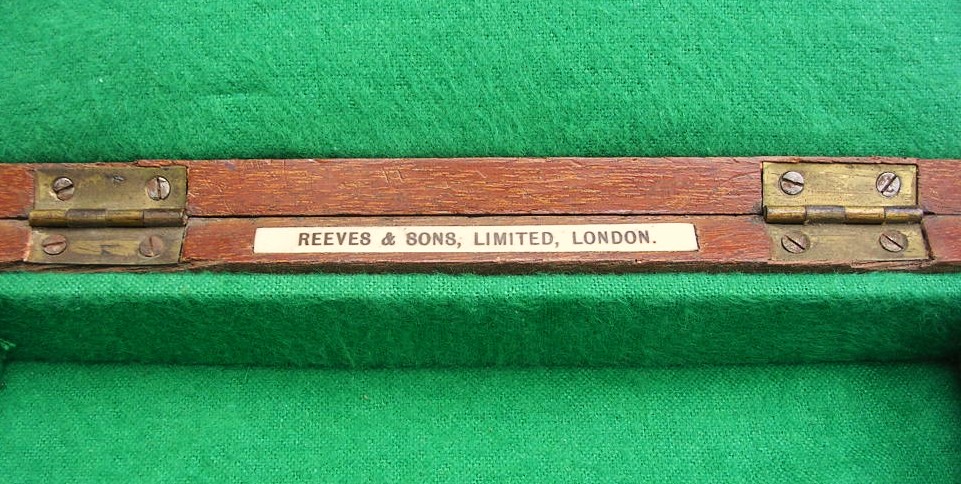 REEVES & SONS, LIMITED, LONDON.